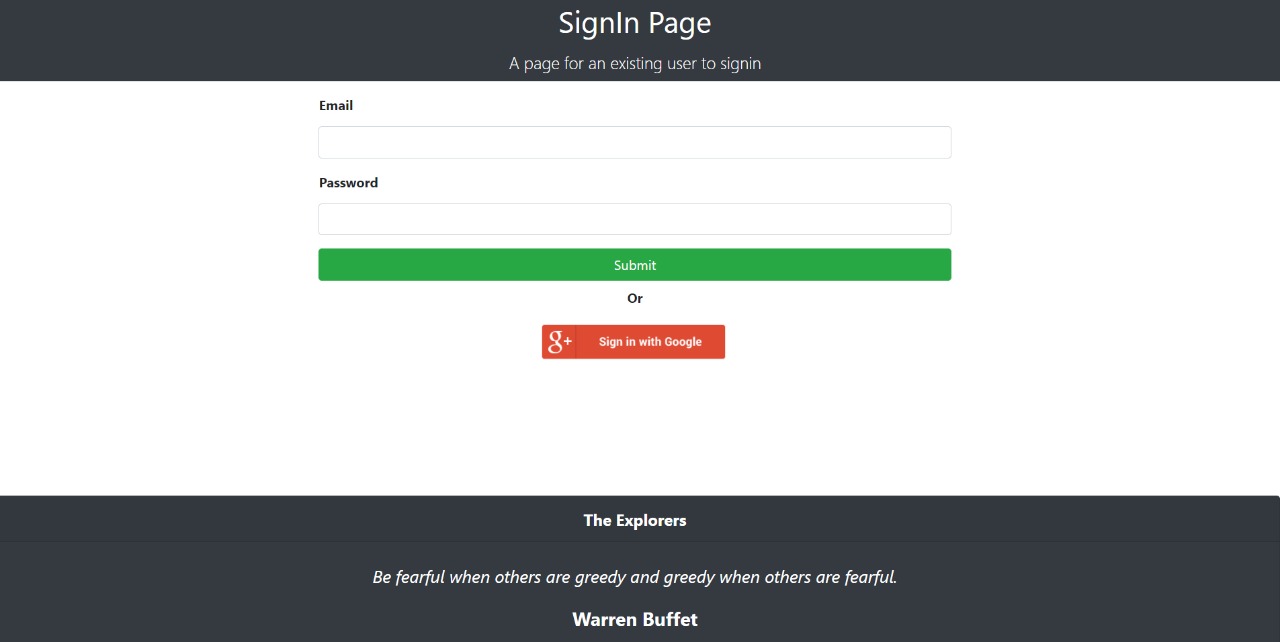 SignIn Page
A page for an existing user to signin
Email
Password
Submit
Or
g+ Sign in with Google
The Explorers
Be fearful when others are greedy and greedy when others are fearful.
Warren Buffet